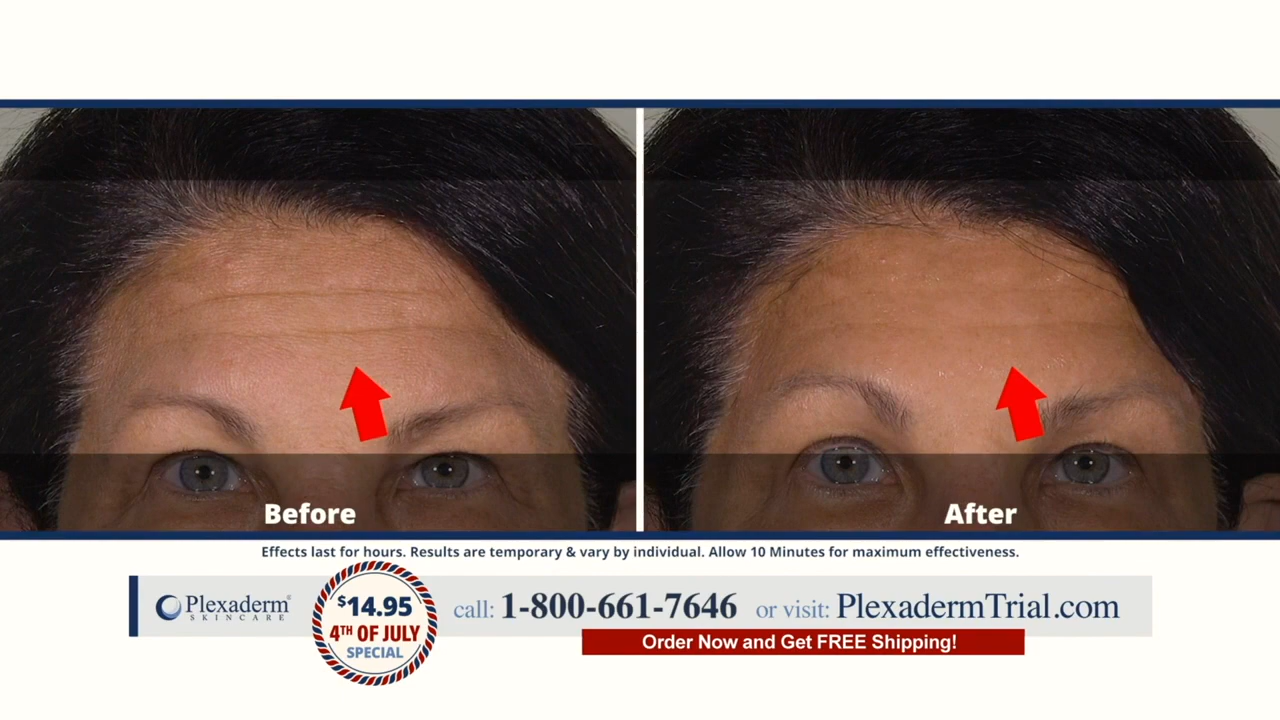 Before
After
Effects last for hours. Results are temporary & vary by individual. Allow 10 Minutes for maximum effectiveness.
Plexaderm®
SKINCARE
$14.95
4TH OF JULY
SPECIAL
call: 1-800-661-7646 or visit: PlexadermTrial.com
Order Now and Get FREE Shipping!